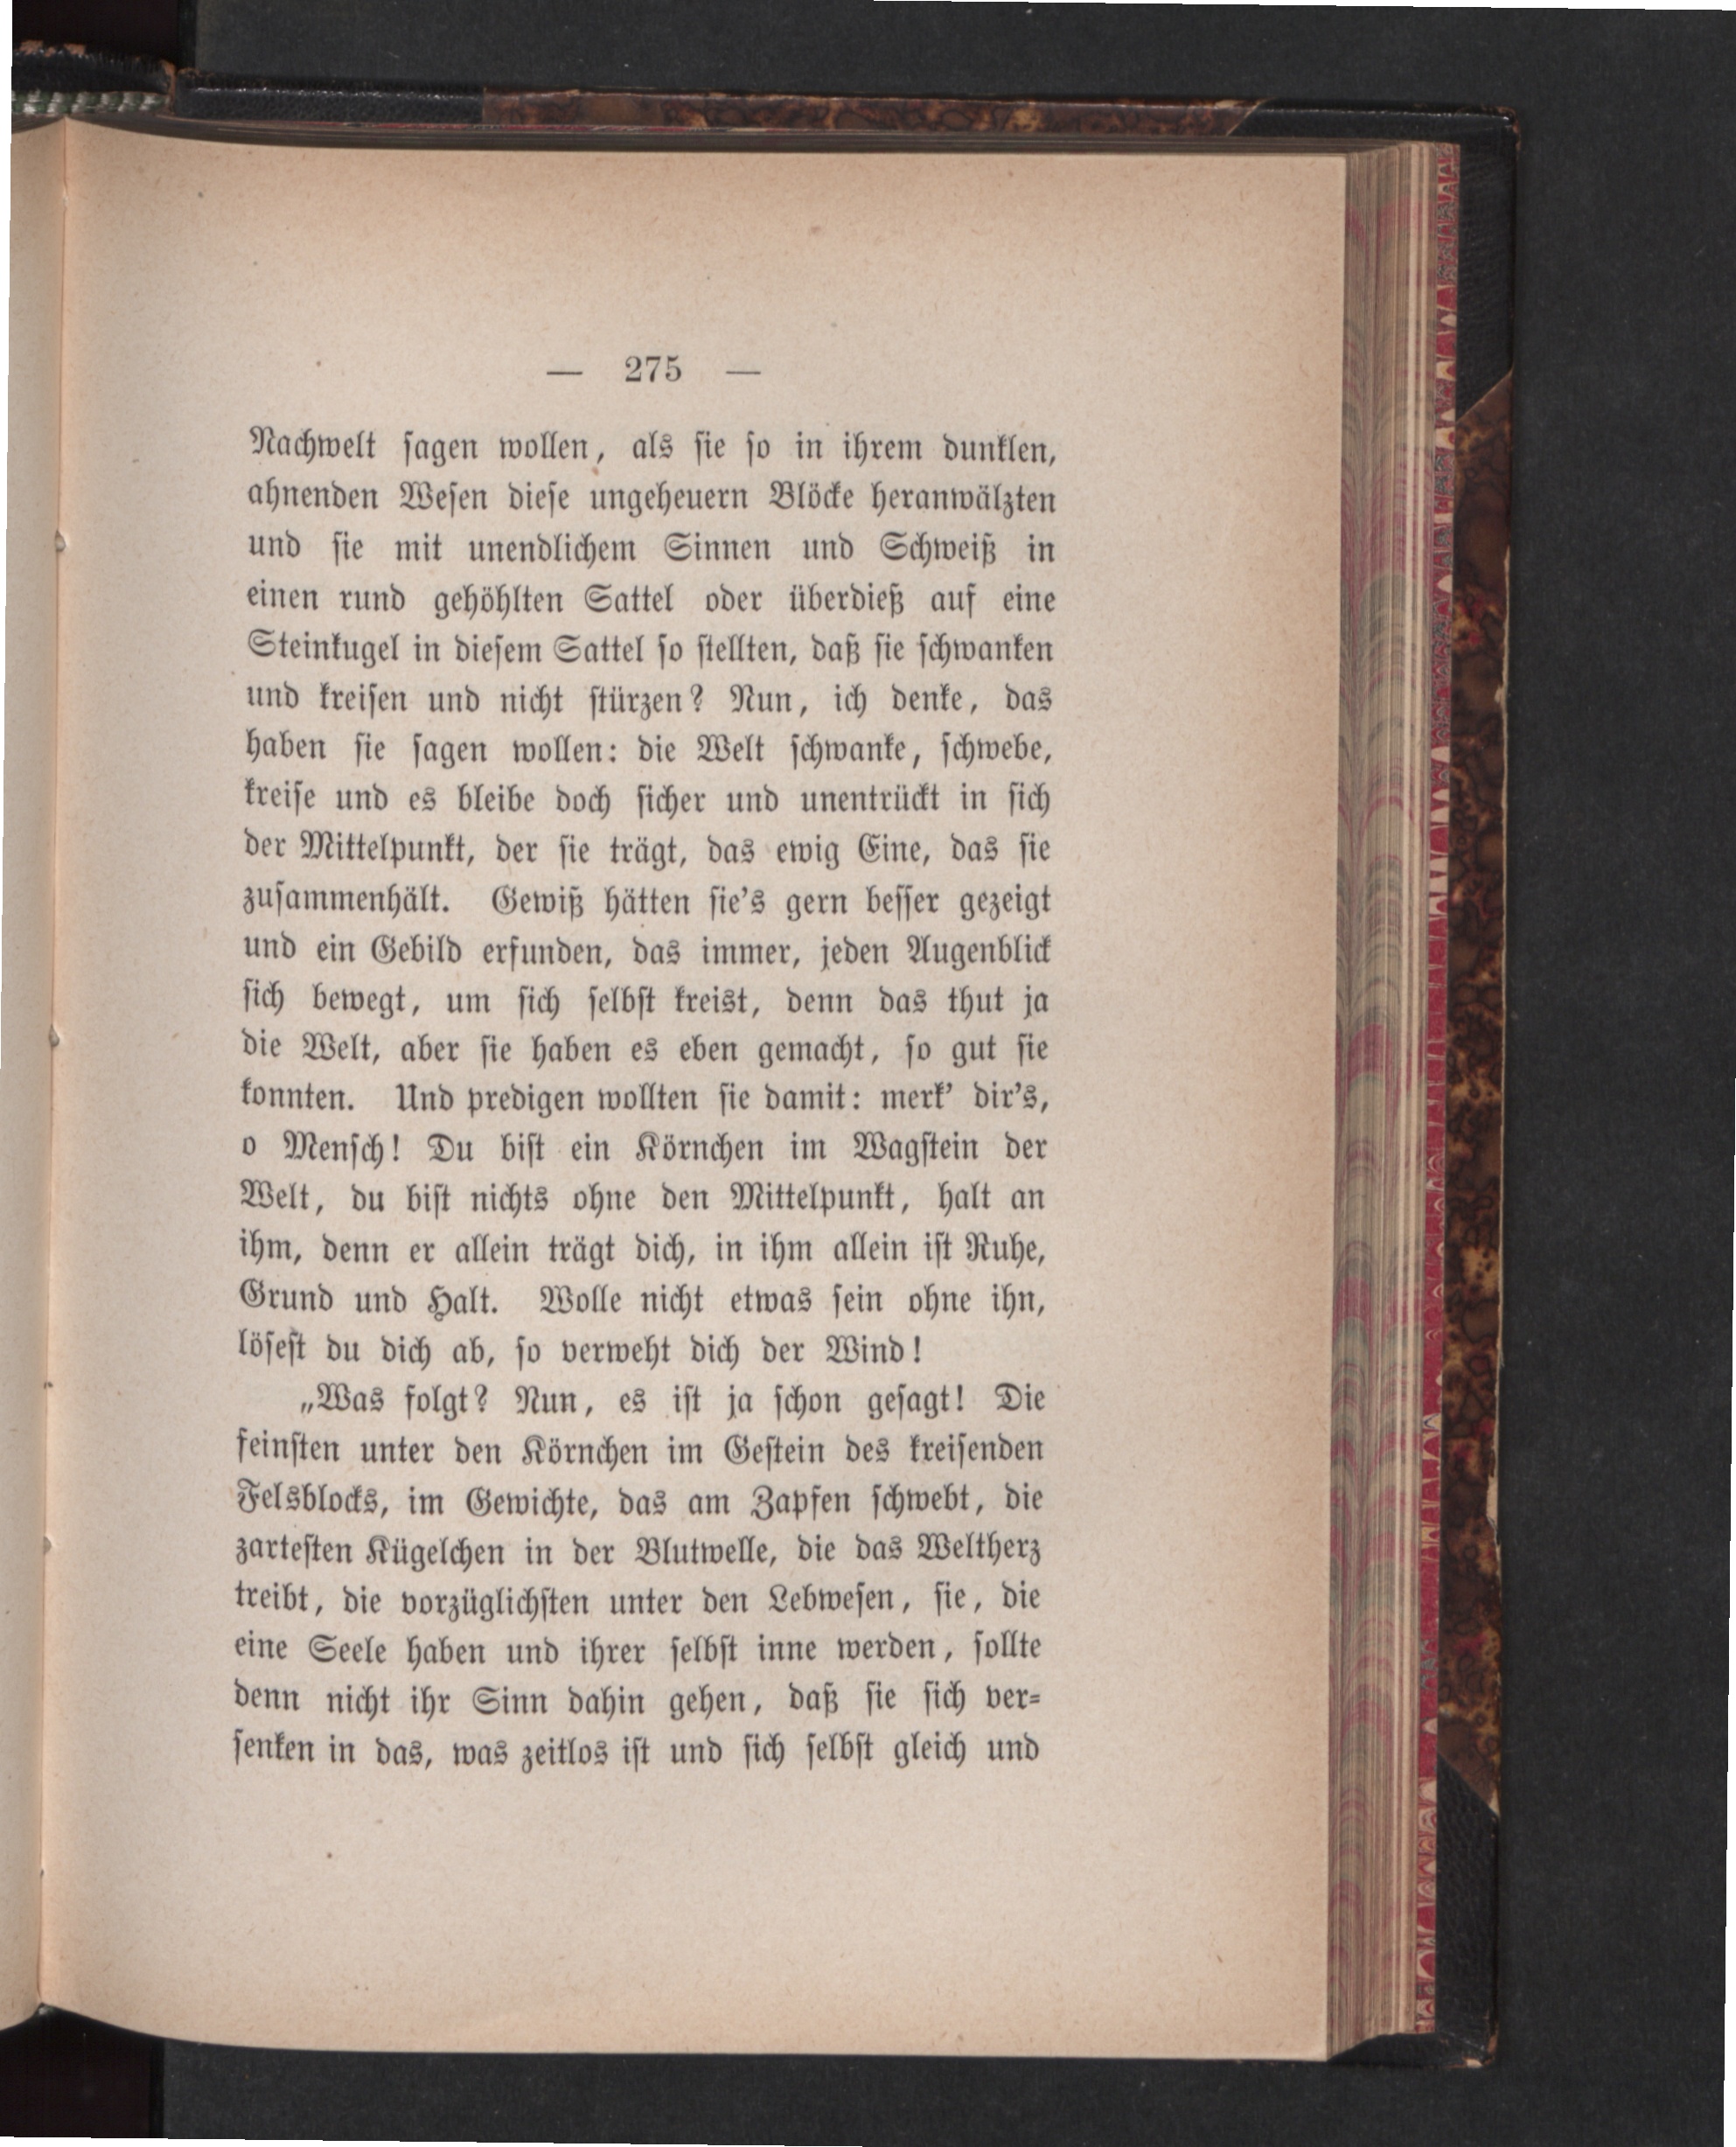 — 275 —
Nachwelt sagen wollen, als sie so in ihrem dunklen,
ahnenden Wesen diese ungeheuern Blöcke heranwälzten
und sie mit unendlichem Sinnen und Schweiß in
einen rund gehöhlten Sattel oder überdieß auf eine
Steinkugel in diesem Sattel so stellten, daß sie schwanken
und kreisen und nicht stürzen? Nun, ich denke, das
haben sie sagen wollen: die Welt schwanke, schwebe,
kreise und es bleibe doch sicher und unentrückt in sich
der Mittelpunkt, der sie trägt, das ewig Eine, das sie
zusammenhält. Gewiß hätten sie's gern besser gezeigt
und ein Gebild erfunden, das immer, jeden Augenblick
sich bewegt, um sich selbst kreist, denn das thut ja
die Welt, aber sie haben es eben gemacht, so gut sie
konnten. Und predigen wollten sie damit: merk' dir's,
o Mensch! Du bist ein Körnchen im Wagstein der
Welt, du bist nichts ohne den Mittelpunkt, halt an
ihm, denn er allein trägt dich, in ihm allein ist Ruhe,
Grund und Halt. Wolle nicht etwas sein ohne ihn,
lösest du dich ab, so verweht dich der Wind!
„Was folgt? Nun, es ist ja schon gesagt! Die
feinsten unter den Körnchen im Gestein des kreisenden
Felsblocks, im Gewichte, das am Zapfen schwebt, die
zartesten Kügelchen in der Blutwelle, die das Weltherz
treibt, die vorzüglichsten unter den Lebwesen, sie, die
eine Seele haben und ihrer selbst inne werden, sollte
denn nicht ihr Sinn dahin gehen, daß sie sich ver-
senken in das, was zeitlos ist und sich selbst gleich und